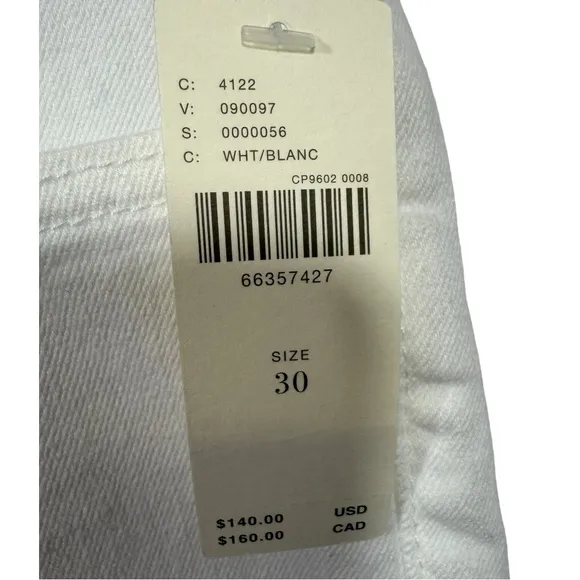 C: 4122
V: 090097
S: 0000056
C: WHT/BLANC
CP9602 0008
66357427
SIZE
30
$140.00 USD
$160.00 CAD